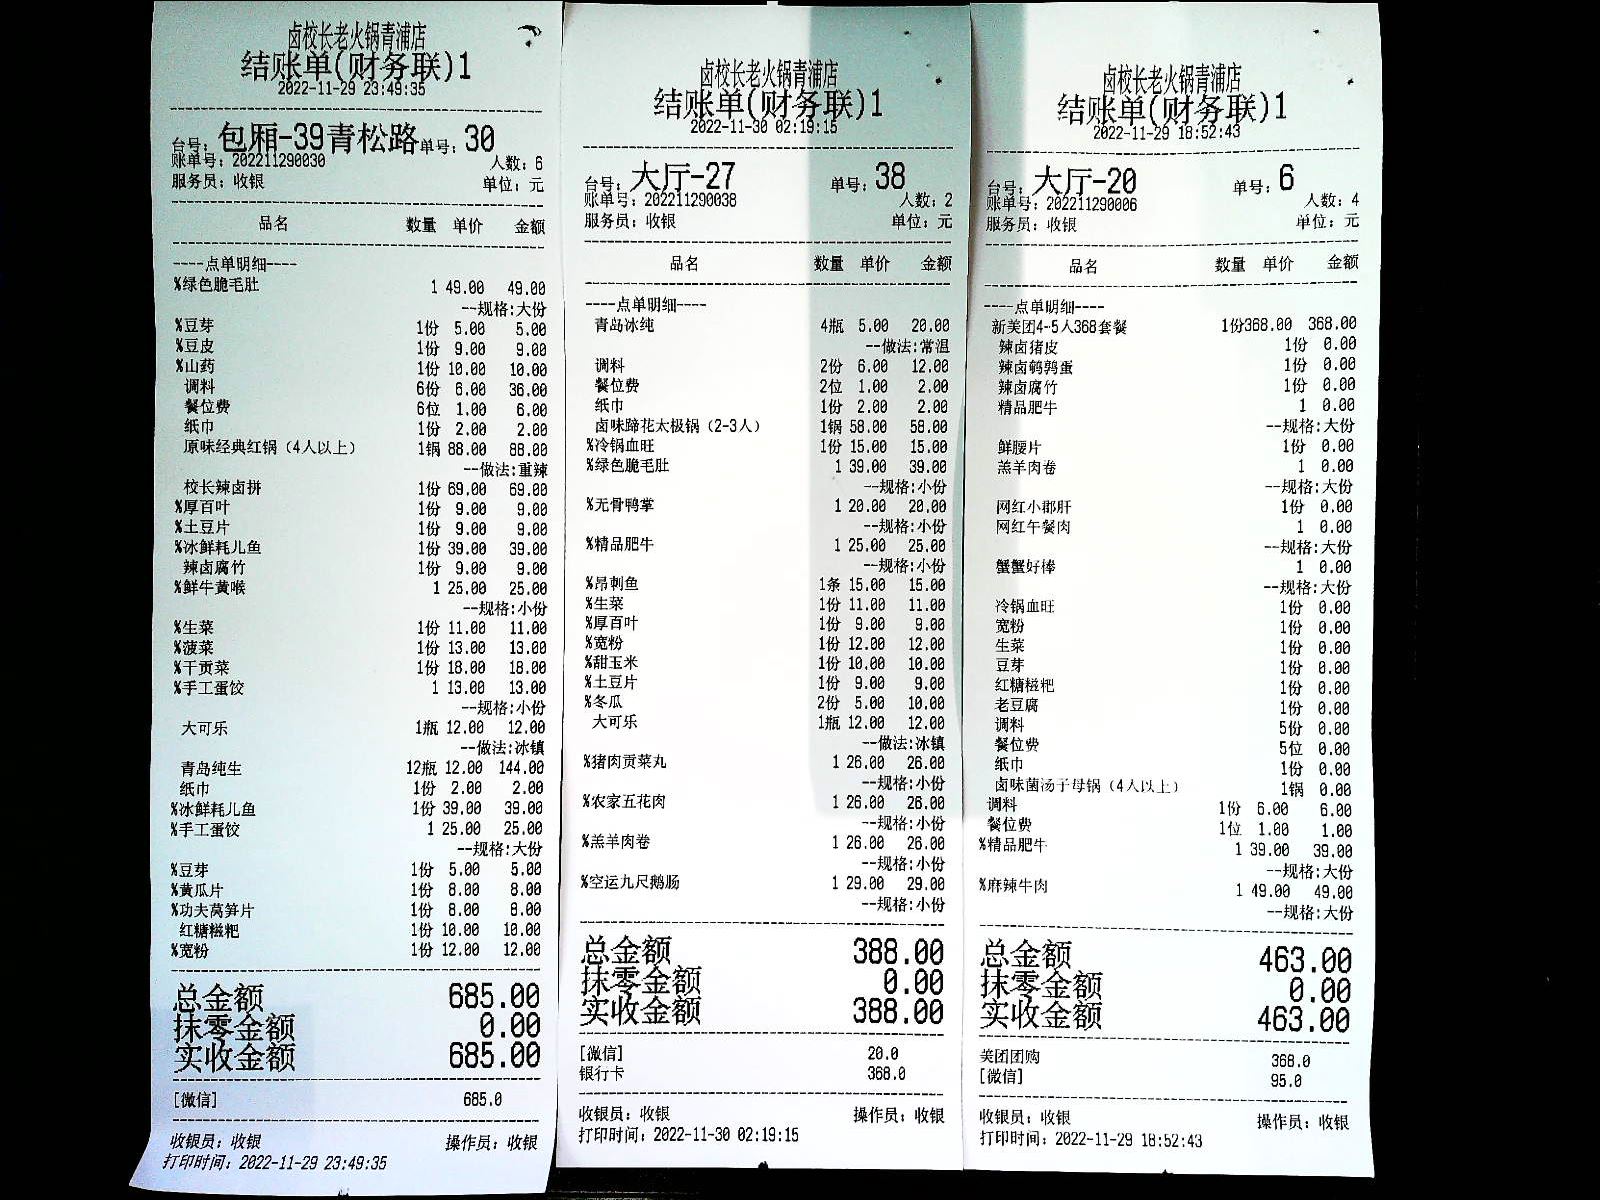 卤校长老火锅青浦店
结账单(财务联)1
2022-11-29 23:49:35
台号: 包厢-39青松路 单号: 30
账单号: 202211290030 人数: 6
服务员: 收银 单位: 元
品名 数量 单价 金额
----点单明细----
%绿色脆毛肚 1 49.00 49.00
--规格:大份
%豆芽 1份 5.00 5.00
%豆皮 1份 9.00 9.00
%山药 1份 10.00 10.00
调料 6份 6.00 36.00
餐位费 6位 1.00 6.00
纸巾 1份 2.00 2.00
原味经典红锅（4人以上） 1锅 88.00 88.00
--做法:重辣
校长辣卤拼 1份 69.00 69.00
%厚百叶 1份 9.00 9.00
%土豆片 1份 9.00 9.00
%冰鲜耗儿鱼 1份 39.00 39.00
辣卤腐竹 1份 9.00 9.00
%鲜牛黄喉 1 25.00 25.00
--规格:小份
%生菜 1份 11.00 11.00
%菠菜 1份 13.00 13.00
%干贡菜 1份 18.00 18.00
%手工蛋饺 1 13.00 13.00
--规格:小份
大可乐 1瓶 12.00 12.00
--做法:冰镇
青岛纯生 12瓶 12.00 144.00
纸巾 1份 2.00 2.00
%冰鲜耗儿鱼 1份 39.00 39.00
%手工蛋饺 1 25.00 25.00
--规格:大份
%豆芽 1份 5.00 5.00
%黄瓜片 1份 8.00 8.00
%功夫莴笋片 1份 8.00 8.00
红糖糍粑 1份 10.00 10.00
%宽粉 1份 12.00 12.00
总金额 685.00
抹零金额 0.00
实收金额 685.00
[微信] 685.0
收银员: 收银 操作员: 收银
打印时间: 2022-11-29 23:49:35
卤校长老火锅青浦店
结账单(财务联)1
2022-11-30 02:19:15
台号: 大厅-27 单号: 38
账单号: 202211290038 人数: 2
服务员: 收银 单位: 元
品名 数量 单价 金额
----点单明细----
青岛冰纯 4瓶 5.00 20.00
--做法:常温
调料 2份 6.00 12.00
餐位费 2位 1.00 2.00
纸巾 1份 2.00 2.00
卤味蹄花太极锅（2-3人） 1锅 58.00 58.00
%冷锅血旺 1份 15.00 15.00
%绿色脆毛肚 1 39.00 39.00
--规格:小份
%无骨鸭掌 1 20.00 20.00
--规格:小份
%精品肥牛 1 25.00 25.00
--规格:小份
%昂刺鱼 1条 15.00 15.00
%生菜 1份 11.00 11.00
%厚百叶 1份 9.00 9.00
%宽粉 1份 12.00 12.00
%甜玉米 1份 10.00 10.00
%土豆片 1份 9.00 9.00
%冬瓜 2份 5.00 10.00
大可乐 1瓶 12.00 12.00
--做法:冰镇
%猪肉贡菜丸 1 26.00 26.00
--规格:小份
%农家五花肉 1 26.00 26.00
--规格:小份
%羔羊肉卷 1 26.00 26.00
--规格:小份
%空运九尺鹅肠 1 29.00 29.00
--规格:小份
总金额 388.00
抹零金额 0.00
实收金额 388.00
[微信] 20.0
银行卡 368.0
收银员: 收银 操作员: 收银
打印时间: 2022-11-30 02:19:15
卤校长老火锅青浦店
结账单(财务联)1
2022-11-29 18:52:43
台号: 大厅-20 单号: 6
账单号: 202211290006 人数: 4
服务员: 收银 单位: 元
品名 数量 单价 金额
----点单明细----
新美团4-5人368套餐 1份368.00 368.00
辣卤猪皮 1份 0.00
辣卤鹌鹑蛋 1份 0.00
辣卤腐竹 1份 0.00
精品肥牛 1 0.00
--规格:大份
鲜腰片 1份 0.00
羔羊肉卷 1 0.00
--规格:大份
网红小郡肝 1份 0.00
网红午餐肉 1 0.00
--规格:大份
蟹蟹好棒 1 0.00
--规格:大份
冷锅血旺 1份 0.00
宽粉 1份 0.00
生菜 1份 0.00
豆芽 1份 0.00
红糖糍粑 1份 0.00
老豆腐 1份 0.00
调料 5份 0.00
餐位费 5位 0.00
纸巾 1份 0.00
卤味菌汤子母锅（4人以上） 1锅 0.00
调料 1份 6.00 6.00
餐位费 1位 1.00 1.00
%精品肥牛 1 39.00 39.00
--规格:大份
%麻辣牛肉 1 49.00 49.00
--规格:大份
总金额 463.00
抹零金额 0.00
实收金额 463.00
美团团购 368.0
[微信] 95.0
收银员: 收银 操作员: 收银
打印时间: 2022-11-29 18:52:43